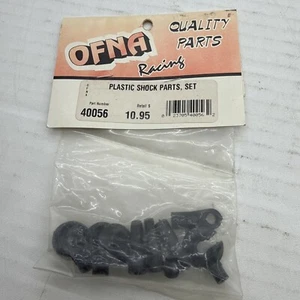 OFNA
Racing
QUALITY
PARTS
PLASTIC SHOCK PARTS, SET
Part Number
40056
Retail $
10.95